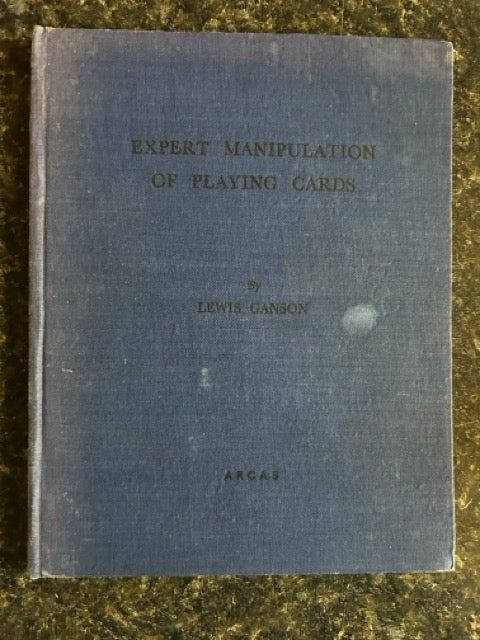 EXPERT MANIPULATION
OF PLAYING CARDS
By
LEWIS GANSON
ARCAS